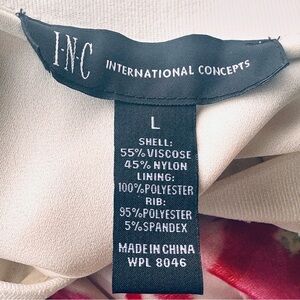 I·N·C INTERNATIONAL CONCEPTS
L
SHELL:
55% VISCOSE
45% NYLON
LINING:
100% POLYESTER
RIB:
95% POLYESTER
5% SPANDEX
MADE IN CHINA
WPL 8046